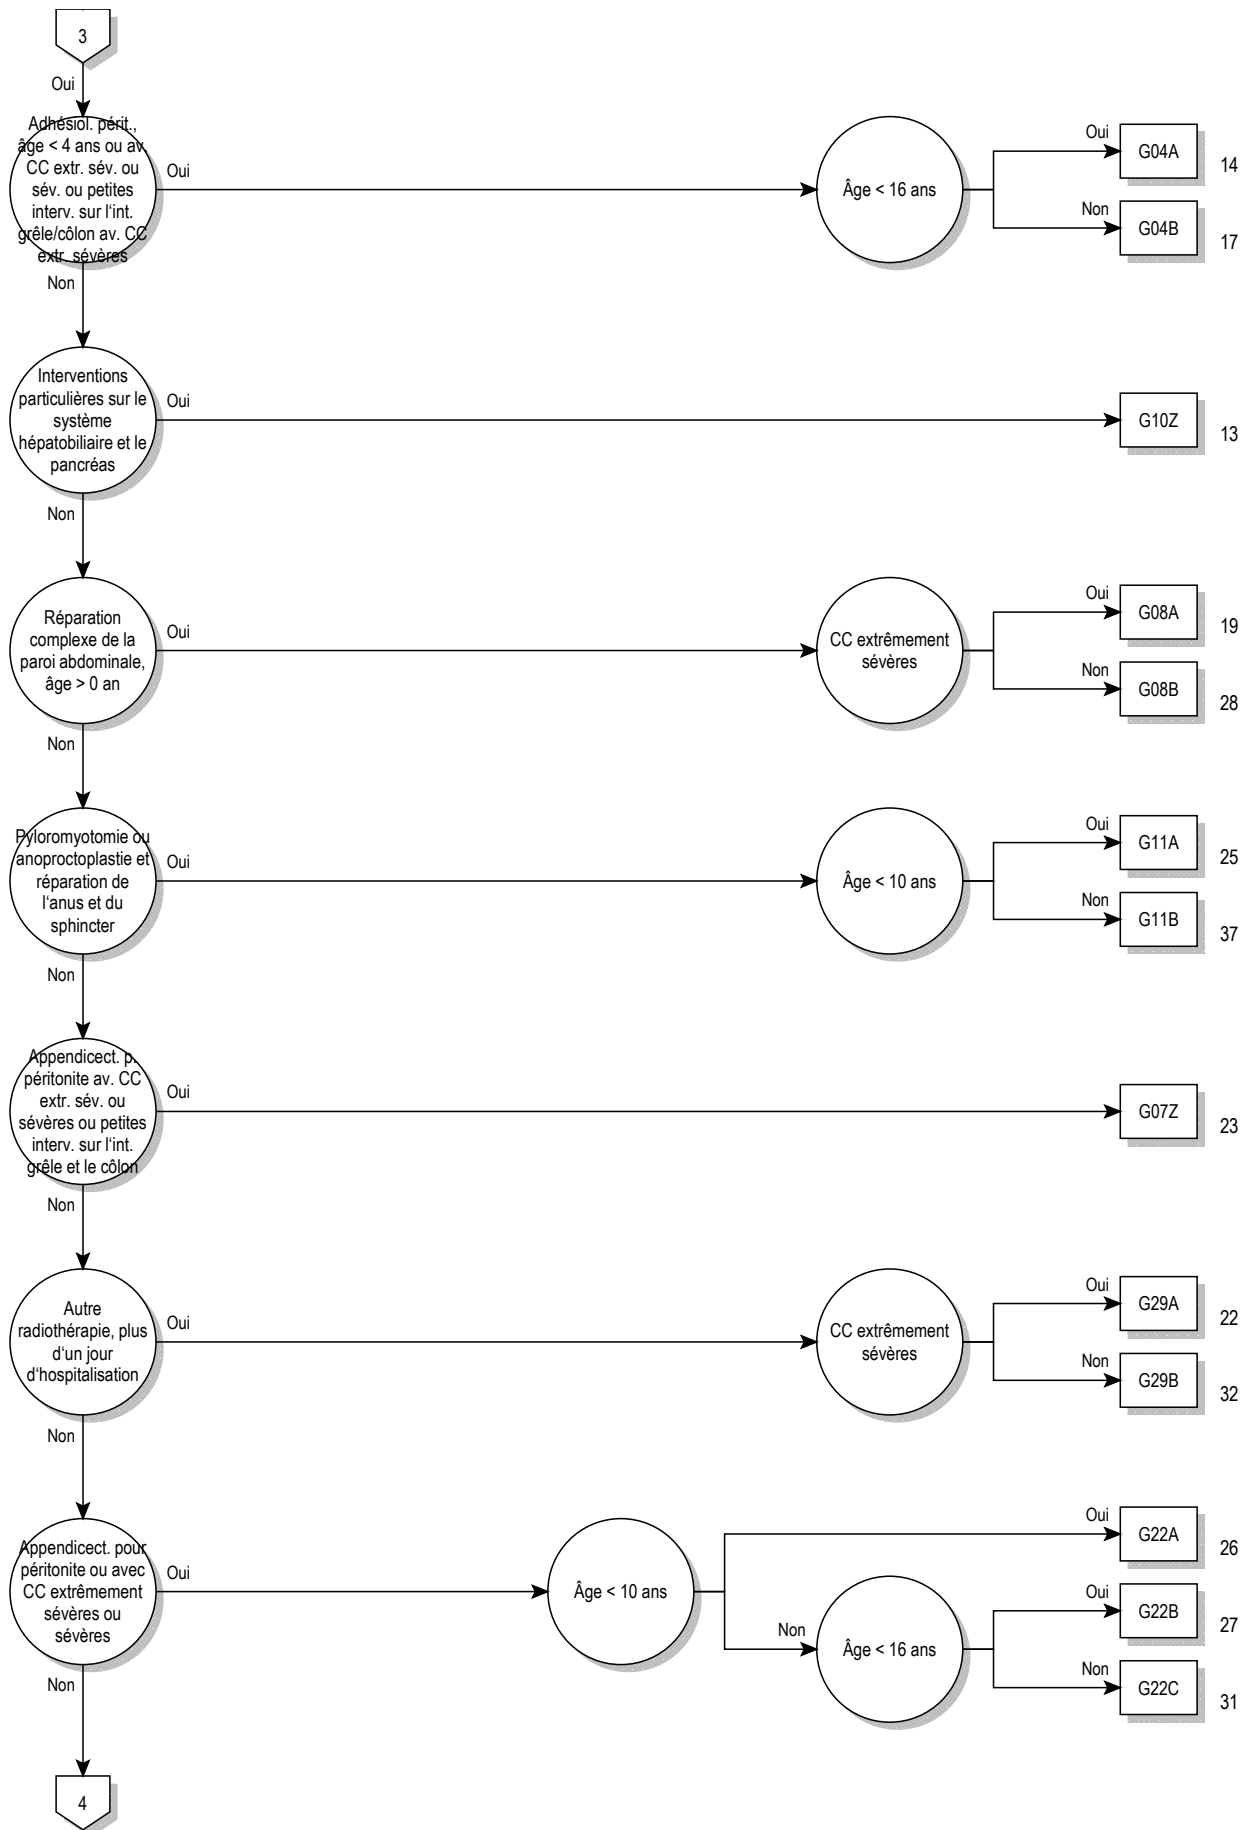 3
Oui
Adhésiol. périt.,
âge < 4 ans ou av.
CC extr. sév. ou
sév. ou petites
interv. sur l'int.
grêle/côlon av. CC
extr. sévères
Oui
Âge < 16 ans
Oui
G04A
14
Non
G04B
17
Non
Interventions
particulières sur le
système
hépatobiliaire et le
pancréas
Oui
G10Z
13
Non
Réparation
complexe de la
paroi abdominale,
âge > 0 an
Oui
CC extrêmement
sévères
Oui
G08A
19
Non
G08B
28
Non
Pyloromyotomie ou
anoproctoplastie et
réparation de
l'anus et du
sphincter
Oui
Âge < 10 ans
Oui
G11A
25
Non
G11B
37
Non
Appendicect. p.
péritonite av. CC
extr. sév. ou
sévères ou petites
interv. sur l'int.
grêle et le côlon
Oui
G07Z
23
Non
Autre
radiothérapie, plus
d'un jour
d'hospitalisation
Oui
CC extrêmement
sévères
Oui
G29A
22
Non
G29B
32
Non
Appendicect. pour
péritonite ou avec
CC extrêmement
sévères ou
sévères
Oui
Âge < 10 ans
Oui
G22A
26
Non
Âge < 16 ans
Oui
G22B
27
Non
G22C
31
Non
4